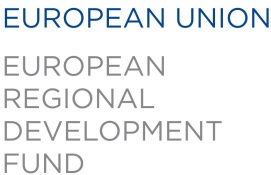 EUROPEAN UNION
EUROPEAN
REGIONAL
DEVELOPMENT
FUND